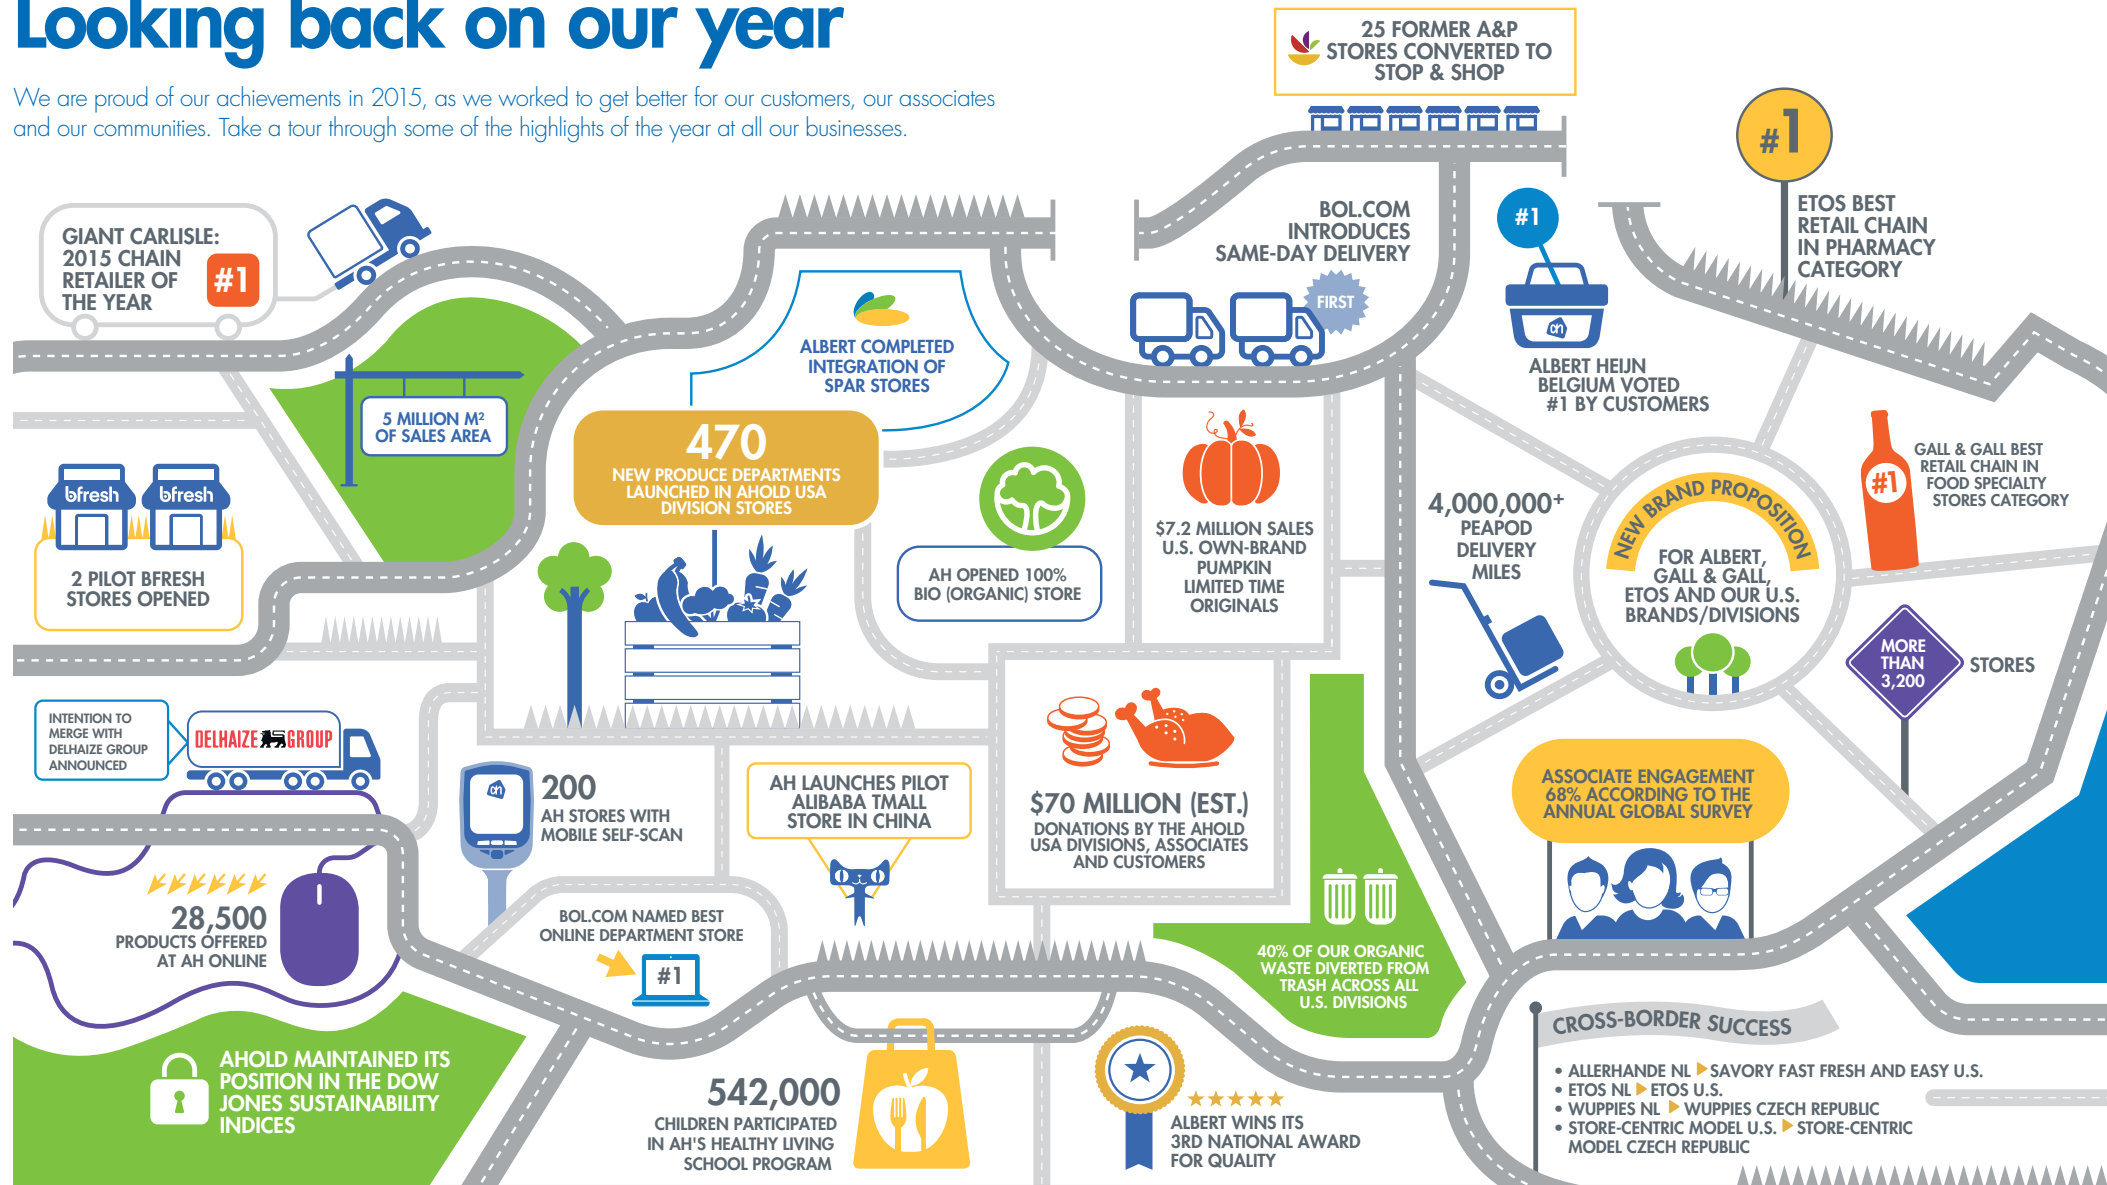 Looking back on our year
We are proud of our achievements in 2015, as we worked to get better for our customers, our associates
and our communities. Take a tour through some of the highlights of the year at all our businesses.
25 FORMER A&P
STORES CONVERTED TO
STOP & SHOP
#1
ETOS BEST
RETAIL CHAIN
IN PHARMACY
CATEGORY
GIANT CARLISLE:
2015 CHAIN
RETAILER OF
THE YEAR
#1
BOL.COM
INTRODUCES
SAME-DAY DELIVERY
FIRST
#1
ah
ALBERT HEIJN
BELGIUM VOTED
#1 BY CUSTOMERS
ALBERT COMPLETED
INTEGRATION OF
SPAR STORES
5 MILLION M²
OF SALES AREA
470
NEW PRODUCE DEPARTMENTS
LAUNCHED IN AHOLD USA
DIVISION STORES
bfresh
bfresh
2 PILOT BFRESH
STORES OPENED
AH OPENED 100%
BIO (ORGANIC) STORE
$7.2 MILLION SALES
U.S. OWN-BRAND
PUMPKIN
LIMITED TIME
ORIGINALS
4,000,000+
PEAPOD
DELIVERY
MILES
NEW BRAND PROPOSITION
FOR ALBERT,
GALL & GALL,
ETOS AND OUR U.S.
BRANDS/DIVISIONS
#1
GALL & GALL BEST
RETAIL CHAIN IN
FOOD SPECIALTY
STORES CATEGORY
MORE
THAN
3,200
STORES
INTENTION TO
MERGE WITH
DELHAIZE GROUP
ANNOUNCED
DELHAIZE GROUP
ah
200
AH STORES WITH
MOBILE SELF-SCAN
AH LAUNCHES PILOT
ALIBABA TMALL
STORE IN CHINA
$70 MILLION (EST.)
DONATIONS BY THE AHOLD
USA DIVISIONS, ASSOCIATES
AND CUSTOMERS
ASSOCIATE ENGAGEMENT
68% ACCORDING TO THE
ANNUAL GLOBAL SURVEY
28,500
PRODUCTS OFFERED
AT AH ONLINE
BOL.COM NAMED BEST
ONLINE DEPARTMENT STORE
#1
40% OF OUR ORGANIC
WASTE DIVERTED FROM
TRASH ACROSS ALL
U.S. DIVISIONS
AHOLD MAINTAINED ITS
POSITION IN THE DOW
JONES SUSTAINABILITY
INDICES
542,000
CHILDREN PARTICIPATED
IN AH'S HEALTHY LIVING
SCHOOL PROGRAM
ALBERT WINS ITS
3RD NATIONAL AWARD
FOR QUALITY
CROSS-BORDER SUCCESS
• ALLERHANDE NL ▶ SAVORY FAST FRESH AND EASY U.S.
• ETOS NL ▶ ETOS U.S.
• WUPPIES NL ▶ WUPPIES CZECH REPUBLIC
• STORE-CENTRIC MODEL U.S. ▶ STORE-CENTRIC
MODEL CZECH REPUBLIC